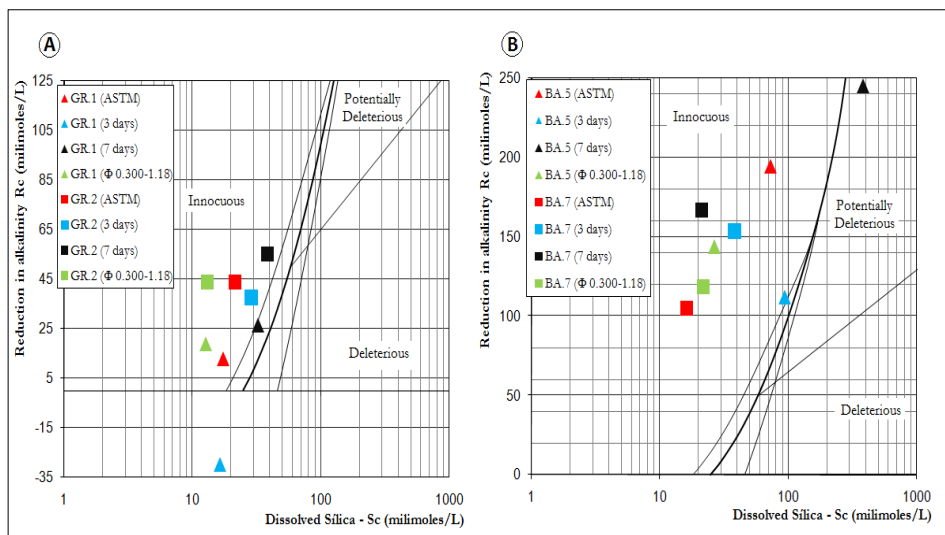 A
Reduction in alkalinity Rc (milimoles/L)
125
105
85
65
45
25
5
-15
-35
GR.1 (ASTM)
GR.1 (3 days)
GR.1 (7 days)
GR.1 (Φ 0.300-1.18)
GR.2 (ASTM)
GR.2 (3 days)
GR.2 (7 days)
GR.2 (Φ 0.300-1.18)
Innocuous
Potentially
Deleterious
Deleterious
1 10 100 1000
Dissolved Sílica - Sc (milimoles/L)
B
Reduction in alkalinity Rc (milimoles/L)
250
200
150
100
50
0
BA.5 (ASTM)
BA.5 (3 days)
BA.5 (7 days)
BA.5 (Φ 0.300-1.18)
BA.7 (ASTM)
BA.7 (3 days)
BA.7 (7 days)
BA.7 (Φ 0.300-1.18)
Innocuous
Potentially
Deleterious
Deleterious
1 10 100 1000
Dissolved Sílica - Sc (milimoles/L)